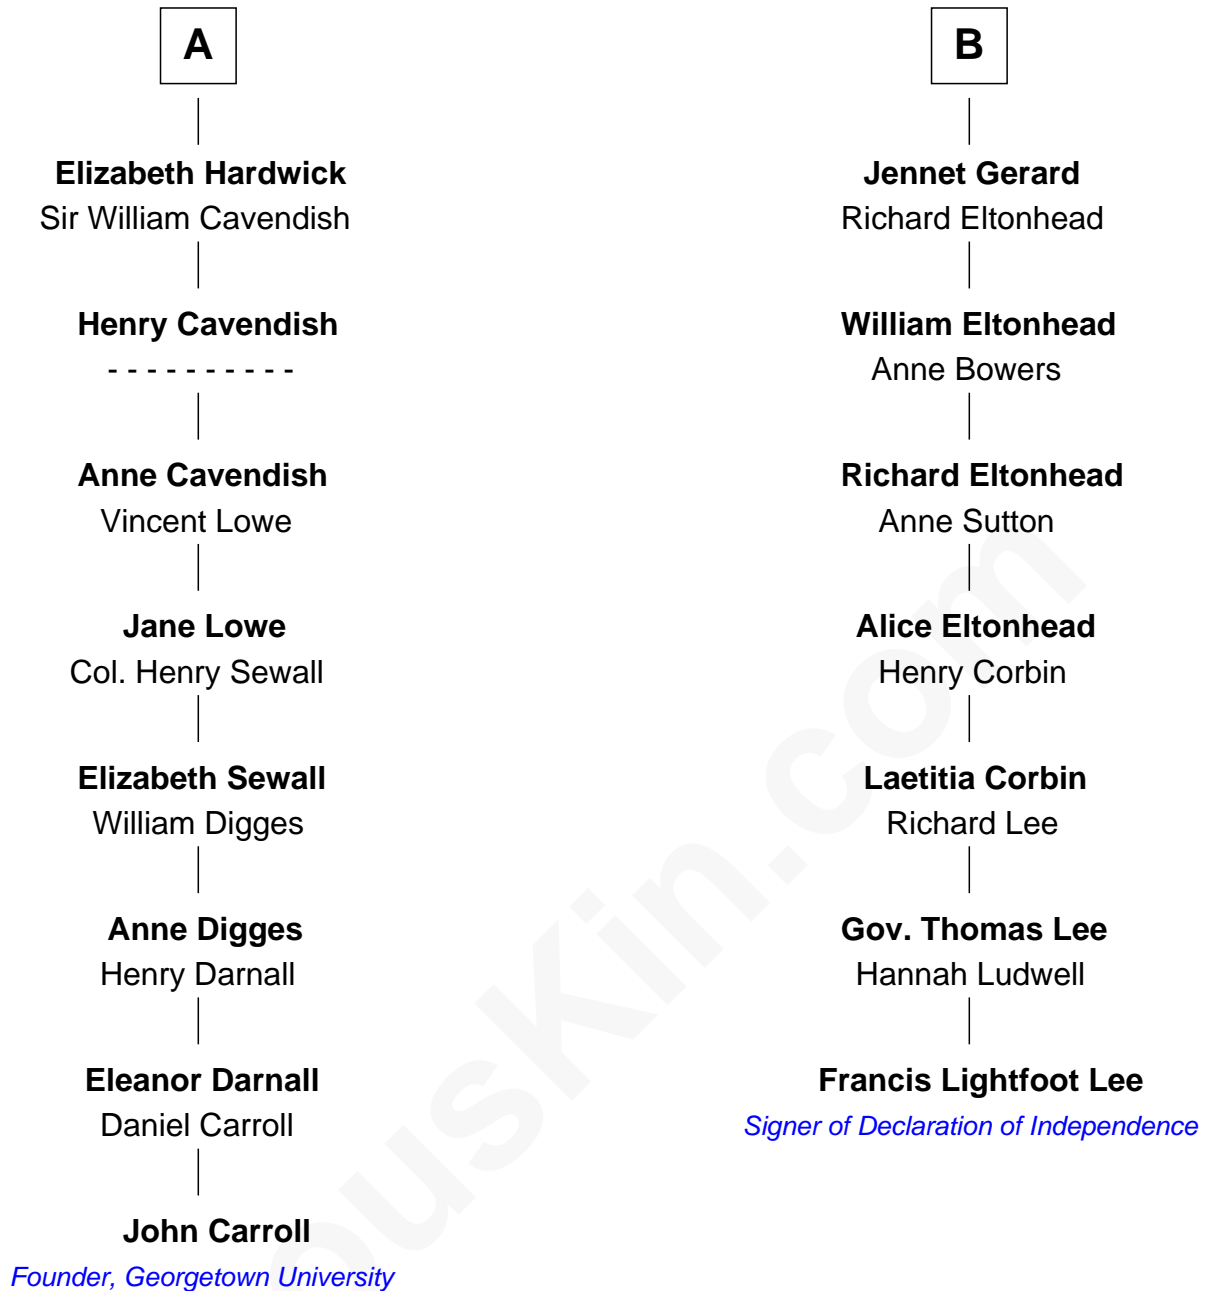 A
Elizabeth Hardwick
Sir William Cavendish
Henry Cavendish
- - - - - - - - - -
Anne Cavendish
Vincent Lowe
Jane Lowe
Col. Henry Sewall
Elizabeth Sewall
William Digges
Anne Digges
Henry Darnall
Eleanor Darnall
Daniel Carroll
John Carroll
Founder, Georgetown University
B
Jennet Gerard
Richard Eltonhead
William Eltonhead
Anne Bowers
Richard Eltonhead
Anne Sutton
Alice Eltonhead
Henry Corbin
Laetitia Corbin
Richard Lee
Gov. Thomas Lee
Hannah Ludwell
Francis Lightfoot Lee
Signer of Declaration of Independence
ousKin.com